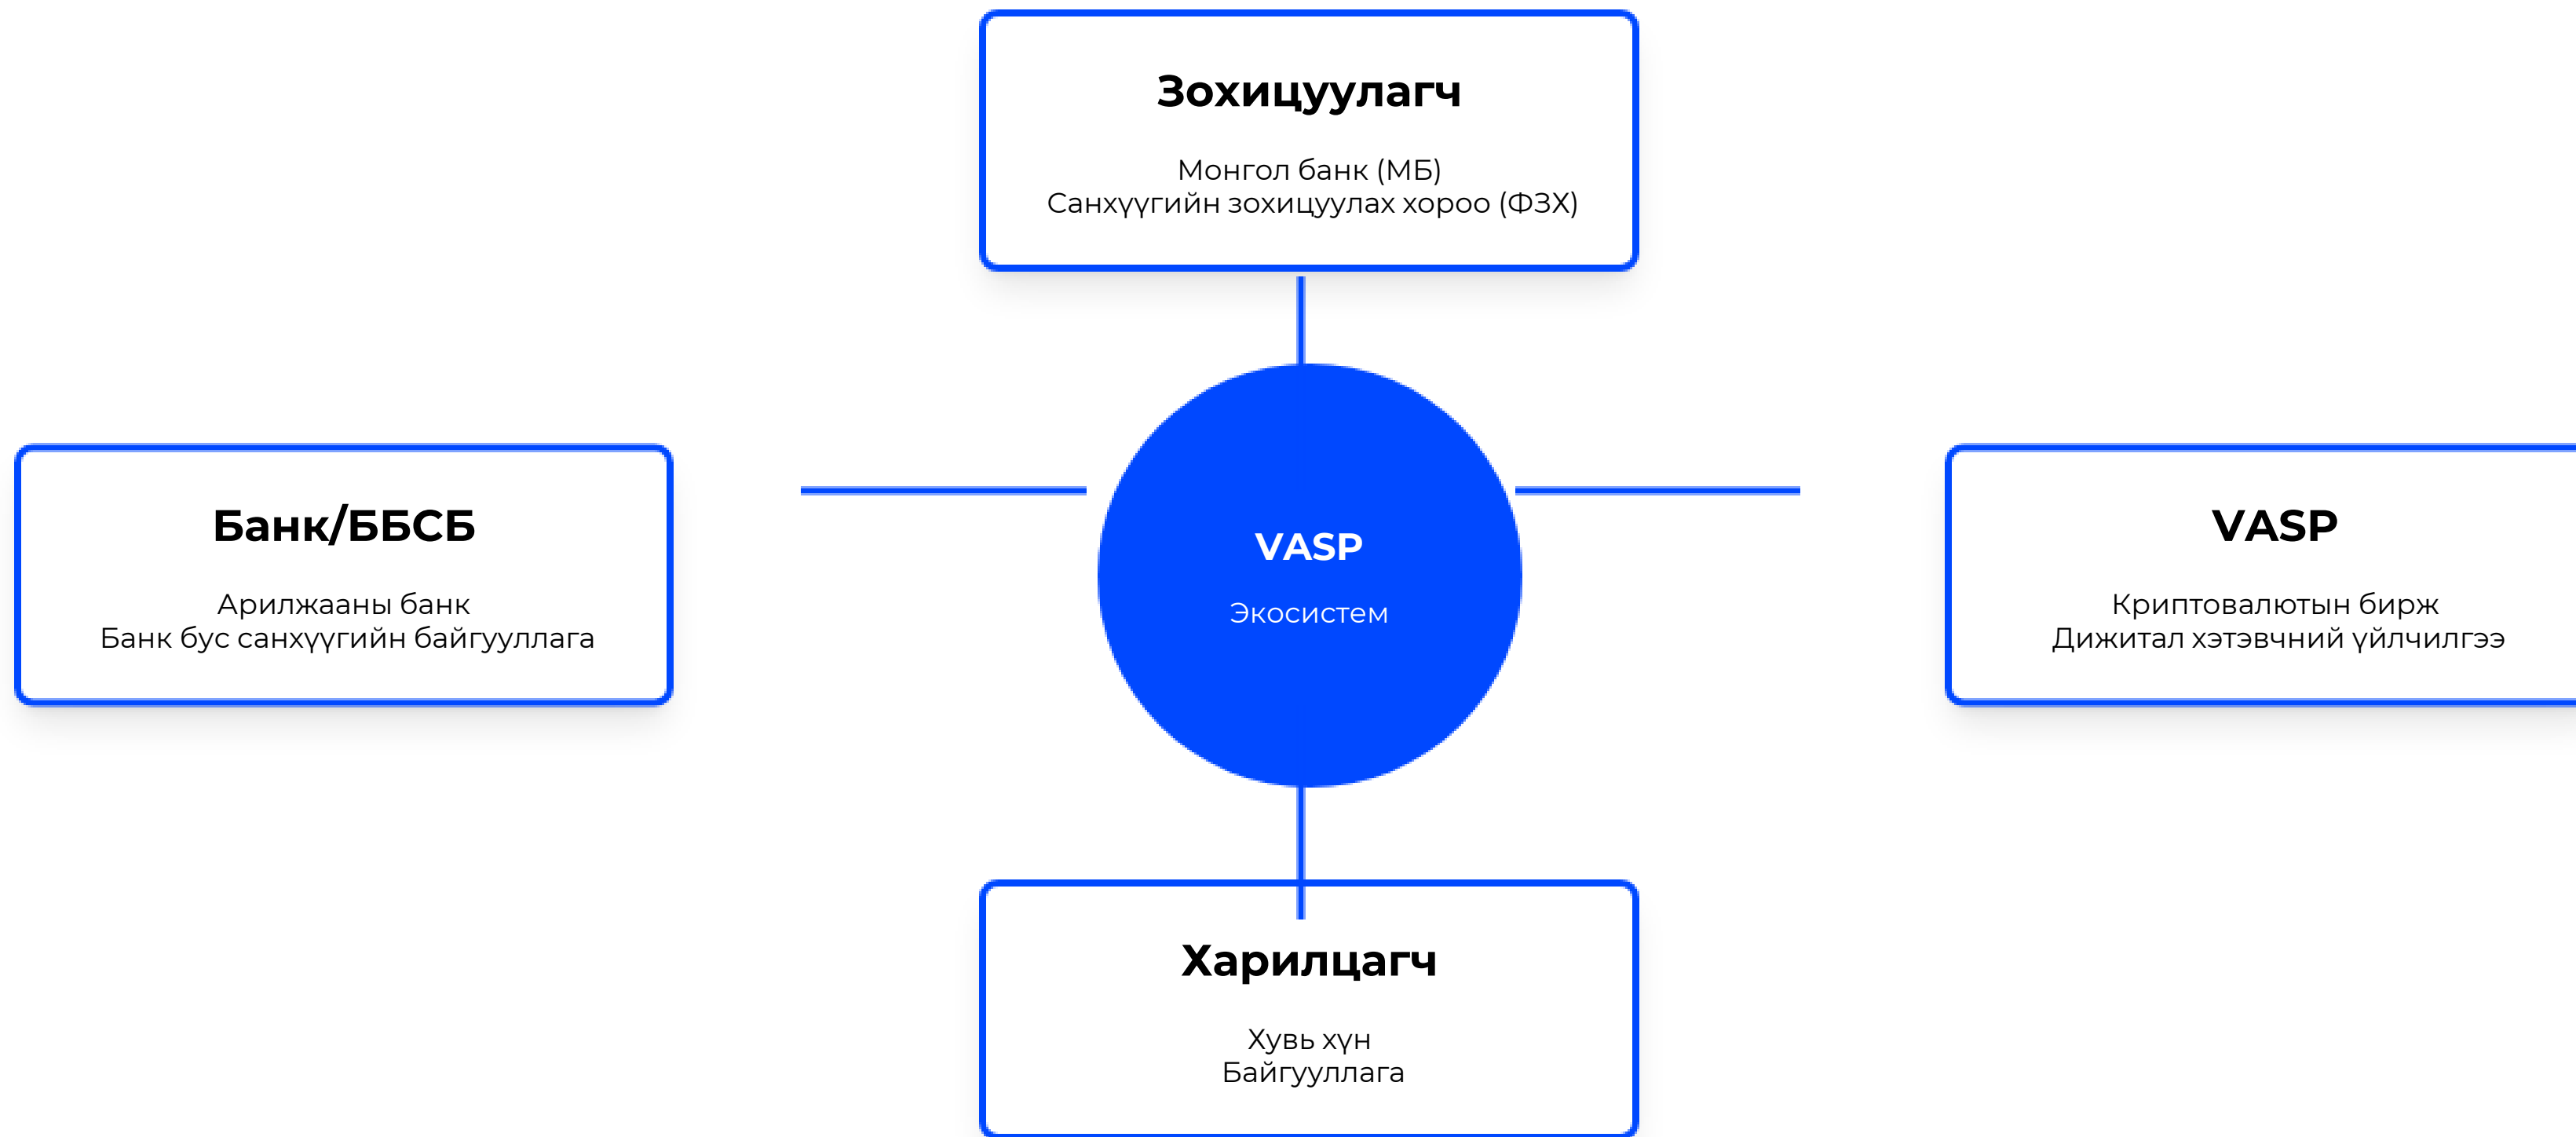 Зохицуулагч
Монгол банк (МБ)
Санхүүгийн зохицуулах хороо (ФЗХ)
Банк/ББСБ
Арилжааны банк
Банк бус санхүүгийн байгууллага
VASP
Экосистем
VASP
Криптовалютын бирж
Дижитал хэтэвчний үйлчилгээ
Харилцагч
Хувь хүн
Байгууллага